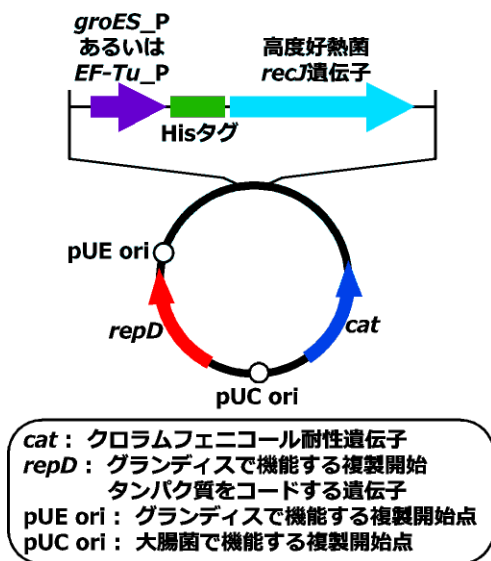 groES_P
あるいは
EF-Tu_P
高度好熱菌
recJ遺伝子
Hisタグ
pUE ori
repD
cat
pUC ori
cat： クロラムフェニコール耐性遺伝子
repD： グランディスで機能する複製開始
タンパク質をコードする遺伝子
pUE ori： グランディスで機能する複製開始点
pUC ori： 大腸菌で機能する複製開始点